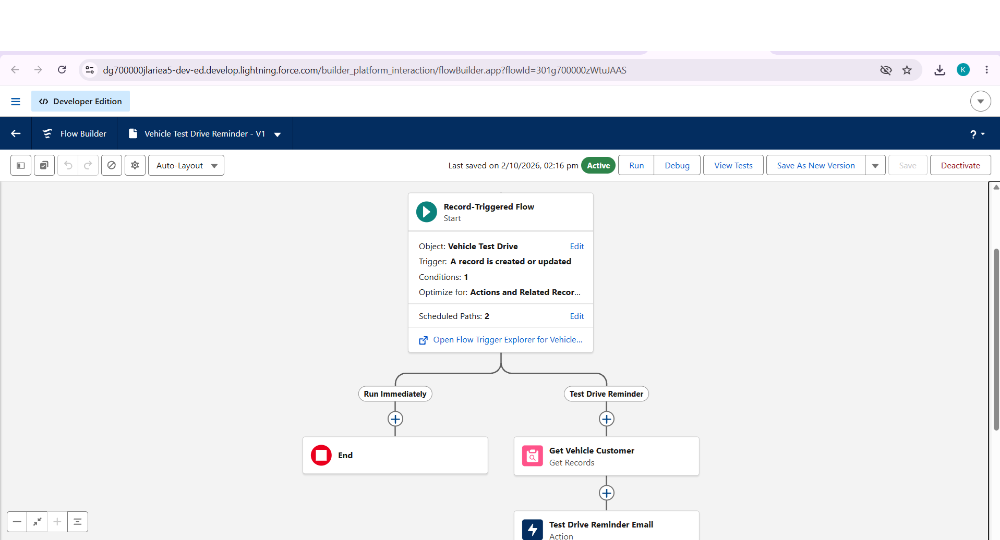 dg700000jlariea5-dev-ed.develop.lightning.force.com/builder_platform_interaction/flowBuilder.app?flowId=301g700000zWtuJAAS
K
Developer Edition
Flow Builder
Vehicle Test Drive Reminder - V1
?
Auto-Layout
Last saved on 2/10/2026, 02:16 pm
Active
Run
Debug
View Tests
Save As New Version
Save
Deactivate
Record-Triggered Flow
Start
Object: Vehicle Test Drive
Edit
Trigger: A record is created or updated
Conditions: 1
Optimize for: Actions and Related Recor...
Scheduled Paths: 2
Edit
Open Flow Trigger Explorer for Vehicle...
Run Immediately
Test Drive Reminder
End
Get Vehicle Customer
Get Records
Test Drive Reminder Email
Action